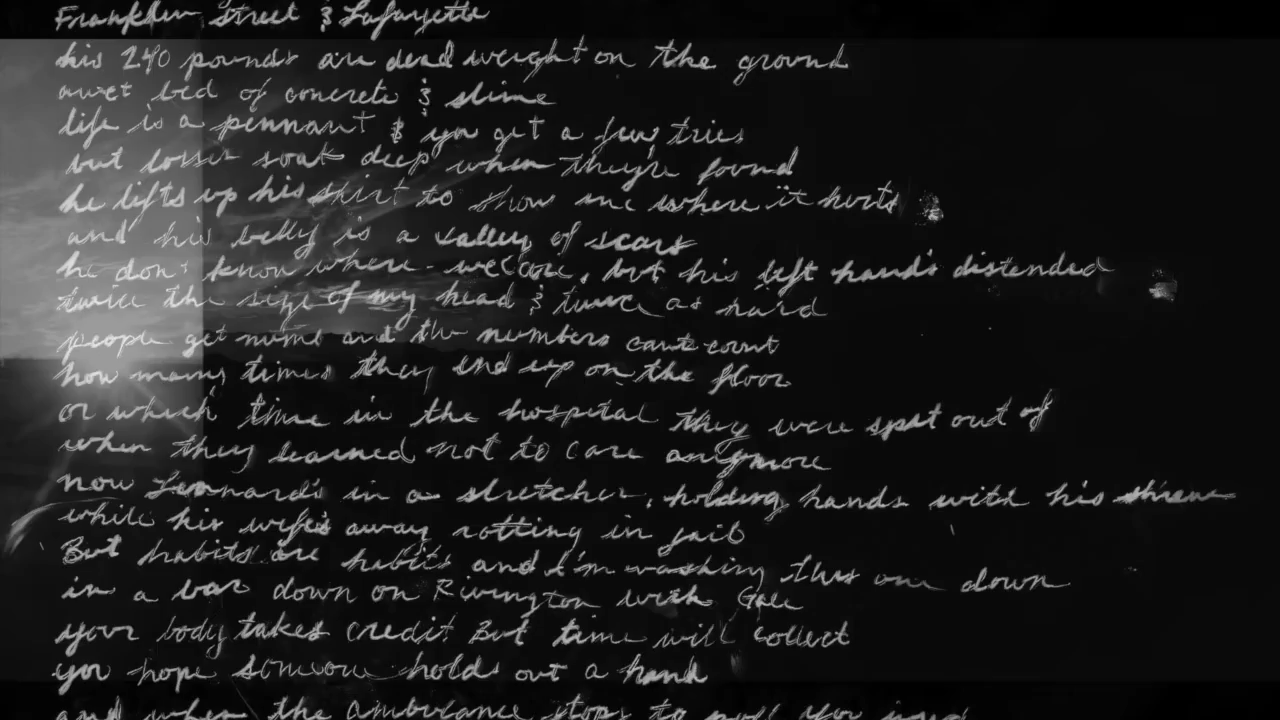 Franklin Street & Lafayette
his 240 pounds are dead weight on the ground
a wet bed of concrete & slime
life is a pennant & you get a few tries
but losses soak deep when they're found
he lifts up his shirt to show me where it hurts
and his belly is a valley of scars
he don't know where we are, but his left hand's distended
twice the size of my head & twice as hard
people get numb and the numbers can't count
how many times they end up on the floor
or which time in the hospital they were spat out of
when they learned not to care anymore
now Leonard's in a stretcher, holding hands with his
while his wife's away rotting in jail
But habits are habits and I'm washing this one down
in a bar down on Rivington with
your body takes credit But time will collect
you hope someone holds out a hand
and when the ambulance stops to pull you